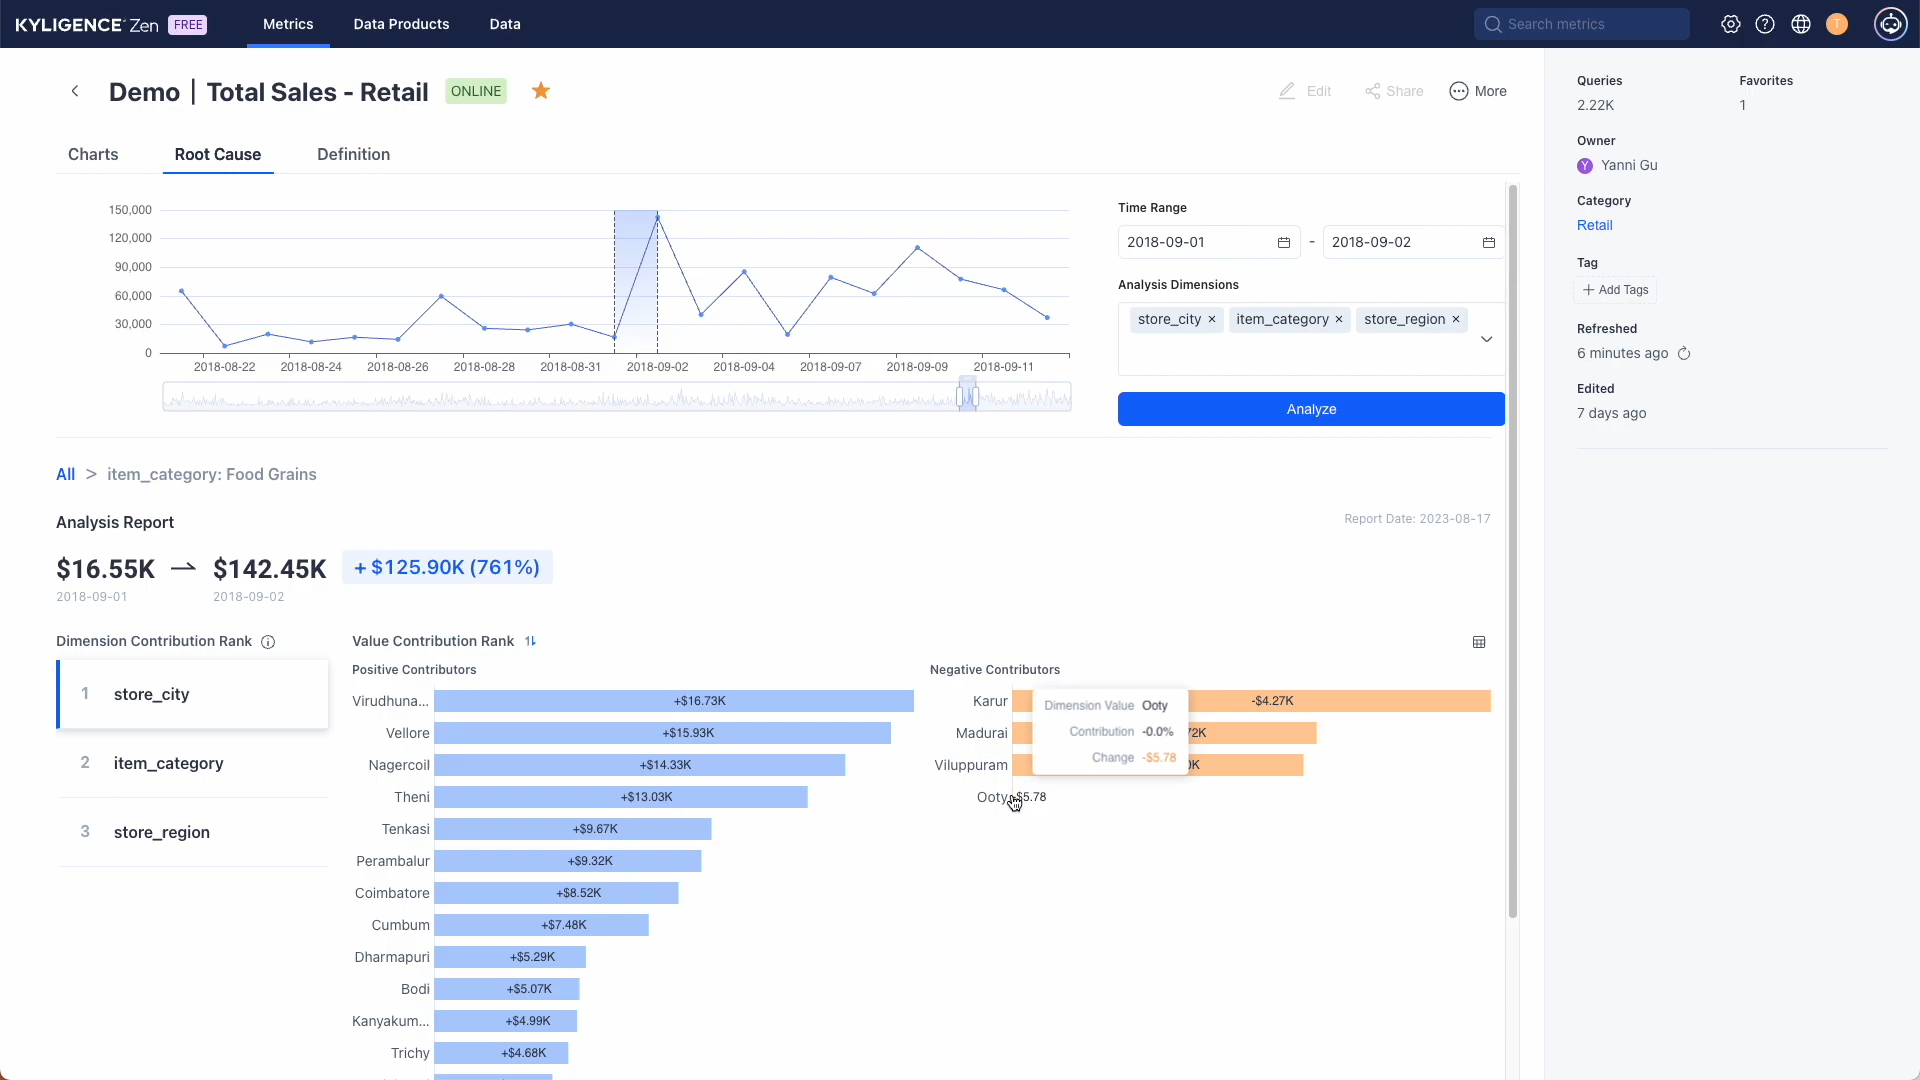 KYLIGENCE Zen FREE Metrics Data Products Data Search metrics T
Demo | Total Sales - Retail ONLINE Edit Share More
Charts Root Cause Definition
150,000
120,000
90,000
60,000
30,000
0
2018-08-22 2018-08-24 2018-08-26 2018-08-28 2018-08-31 2018-09-02 2018-09-04 2018-09-07 2018-09-09 2018-09-11
Time Range
2018-09-01 - 2018-09-02
Analysis Dimensions
store_city × item_category × store_region ×
Analyze
Queries Favorites
2.22K 1
Owner
Y Yanni Gu
Category
Retail
Tag
+ Add Tags
Refreshed
6 minutes ago
Edited
7 days ago
All > item_category: Food Grains
Analysis Report Report Date: 2023-08-17
$16.55K → $142.45K + $125.90K (761%)
2018-09-01 2018-09-02
Dimension Contribution Rank
1 store_city
2 item_category
3 store_region
Value Contribution Rank
Positive Contributors
Virudhuna... +$16.73K
Vellore +$15.93K
Nagercoil +$14.33K
Theni +$13.03K
Tenkasi +$9.67K
Perambalur +$9.32K
Coimbatore +$8.52K
Cumbum +$7.48K
Dharmapuri +$5.29K
Bodi +$5.07K
Kanyakum... +$4.99K
Trichy +$4.68K
Negative Contributors
Karur -$4.27K
Madurai 72K
Viluppuram 0K
Ooty $5.78
Dimension Value Ooty
Contribution -0.0%
Change -$5.78